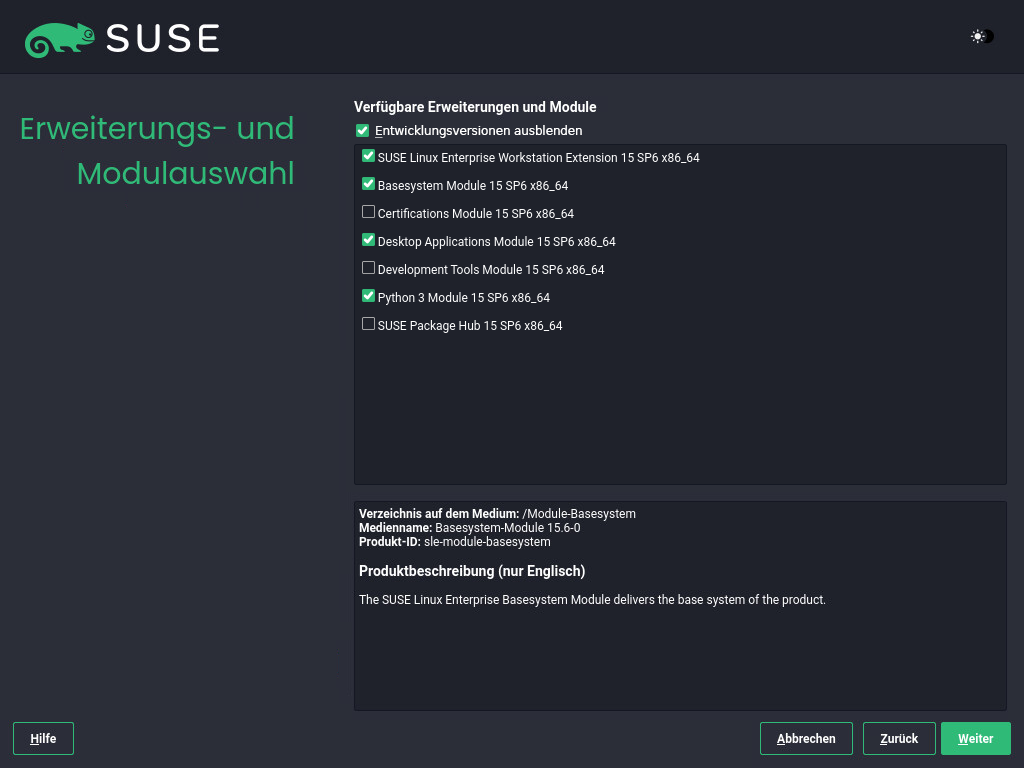 SUSE
Erweiterungs- und
Modulauswahl
Verfügbare Erweiterungen und Module
Entwicklungsversionen ausblenden
SUSE Linux Enterprise Workstation Extension 15 SP6 x86_64
Basesystem Module 15 SP6 x86_64
Certifications Module 15 SP6 x86_64
Desktop Applications Module 15 SP6 x86_64
Development Tools Module 15 SP6 x86_64
Python 3 Module 15 SP6 x86_64
SUSE Package Hub 15 SP6 x86_64
Verzeichnis auf dem Medium: /Module-Basesystem
Medienname: Basesystem-Module 15.6-0
Produkt-ID: sle-module-basesystem
Produktbeschreibung (nur Englisch)
The SUSE Linux Enterprise Basesystem Module delivers the base system of the product.
Hilfe
Abbrechen
Zurück
Weiter